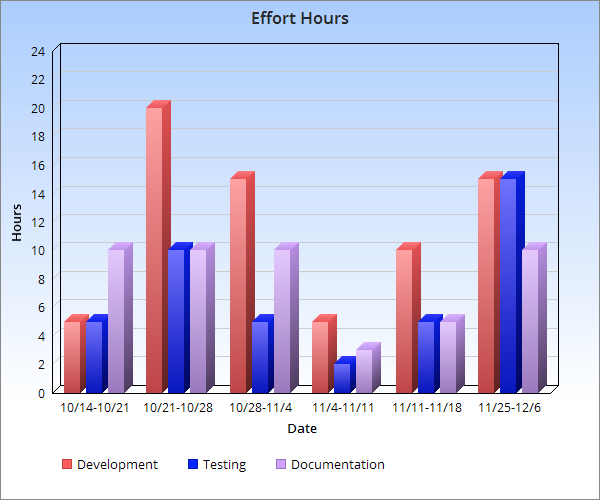 Effort Hours
24
22
20
18
16
14
12
10
8
6
4
2
0
Hours
10/14-10/21 10/21-10/28 10/28-11/4 11/4-11/11 11/11-11/18 11/25-12/6
Date
Development Testing Documentation